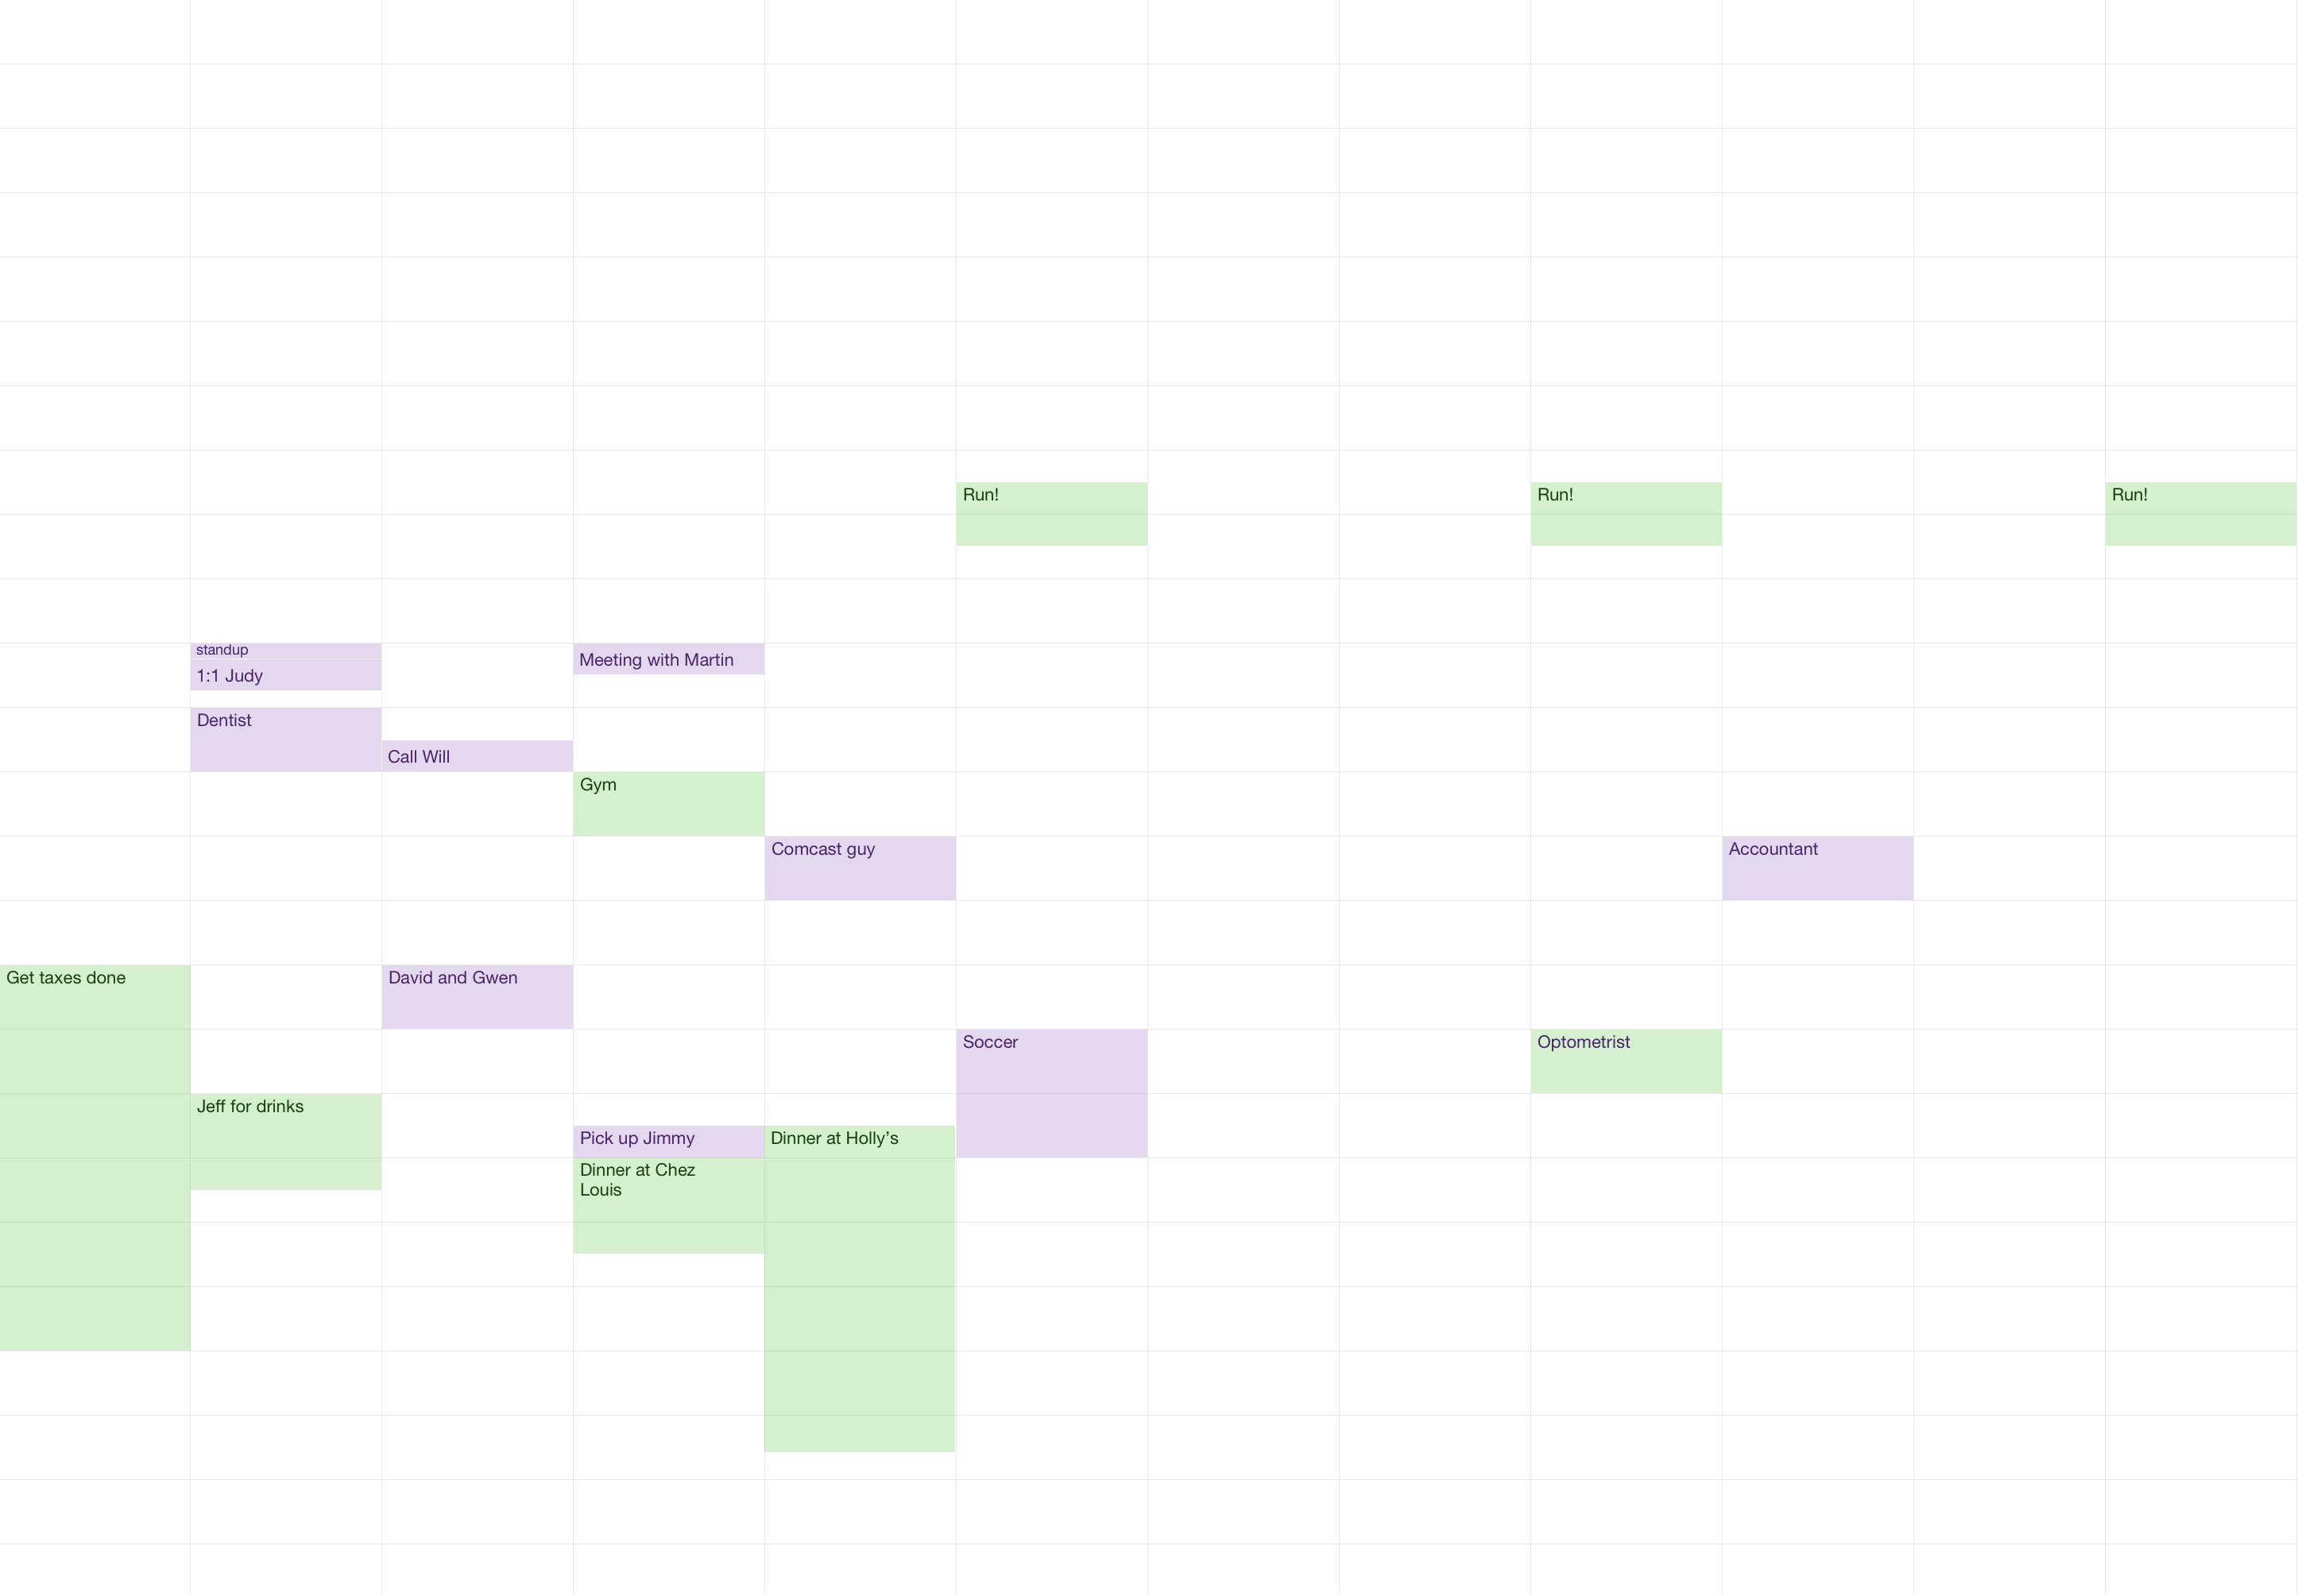 Run!
Run!
Run!
standup
Meeting with Martin
1:1 Judy
Dentist
Call Will
Gym
Comcast guy
Accountant
Get taxes done
David and Gwen
Soccer
Optometrist
Jeff for drinks
Pick up Jimmy
Dinner at Holly’s
Dinner at Chez
Louis